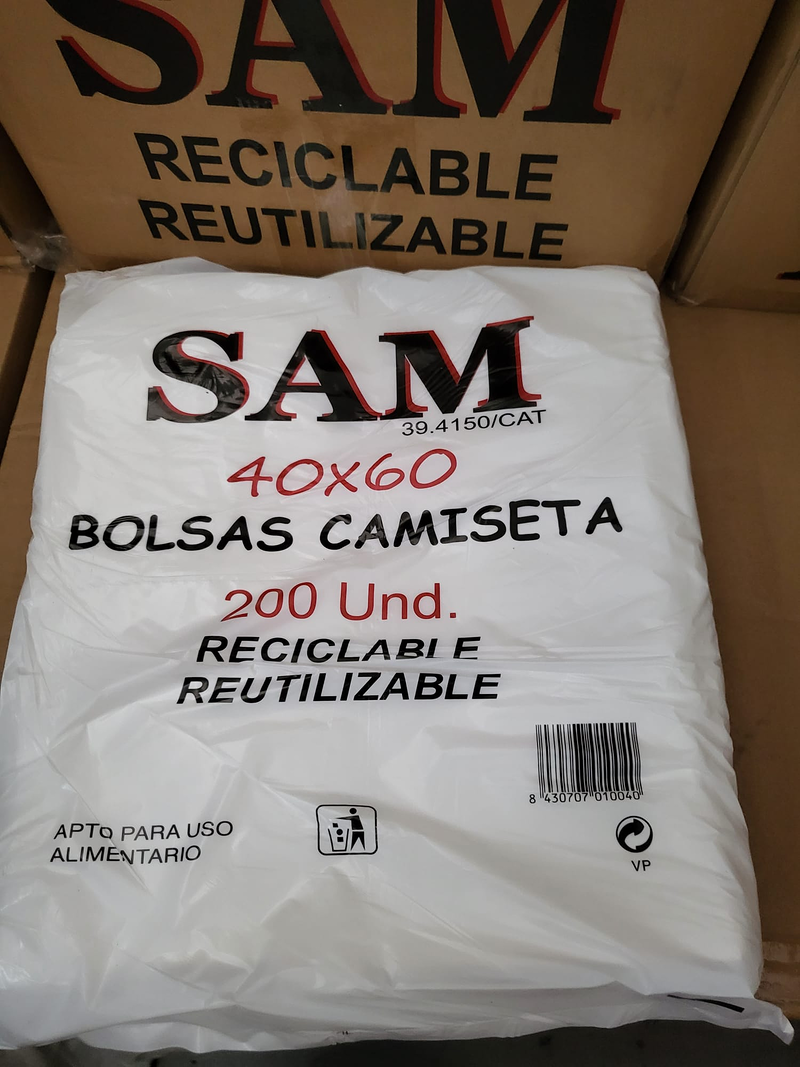 SAM
RECICLABLE
REUTILIZABLE
SAM
39.4150/CAT
40x60
BOLSAS CAMISETA
200 Und.
RECICLABLE
REUTILIZABLE
8 430707 010040
APTO PARA USO
ALIMENTARIO
VP